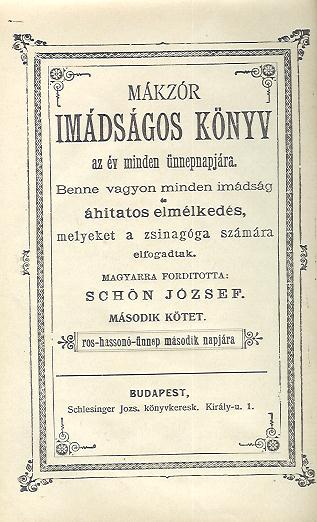 MÁKZÓR
IMÁDSÁGOS KÖNYV
az év minden ünnepnapjára.
Benne vagyon minden imádság
és
áhitatos elmélkedés,
melyeket a zsinagóga számára
elfogadtak.
MAGYARRA FORDITOTTA:
SCHÖN JÓZSEF.
MÁSODIK KÖTET.
ros-hassonó-ünnep második napjára
BUDAPEST,
Schlesinger Jozs. könyvkeresk. Király-u. 1.